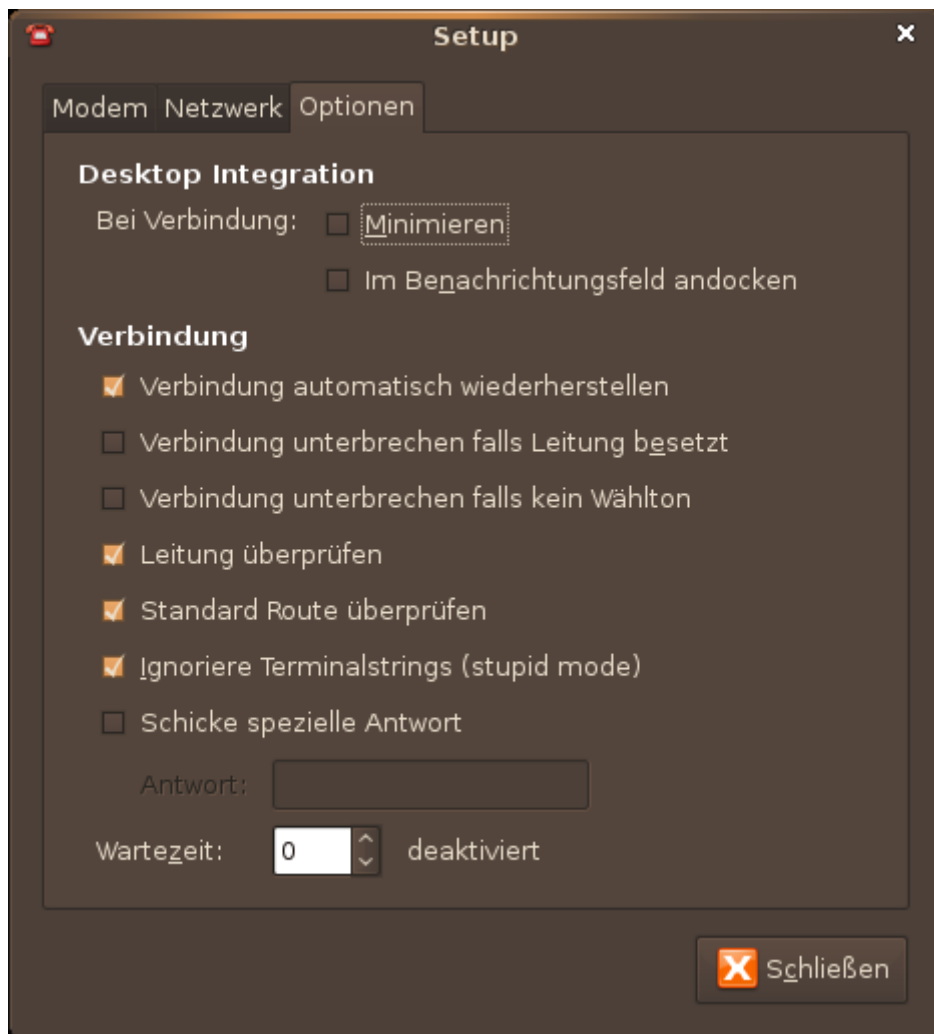 Setup
Modem Netzwerk Optionen
Desktop Integration
Bei Verbindung: Minimieren
Im Benachrichtungsfeld andocken
Verbindung
Verbindung automatisch wiederherstellen
Verbindung unterbrechen falls Leitung besetzt
Verbindung unterbrechen falls kein Wählton
Leitung überprüfen
Standard Route überprüfen
Ignoriere Terminalstrings (stupid mode)
Schicke spezielle Antwort
Antwort:
Wartezeit: 0 deaktiviert
Schließen